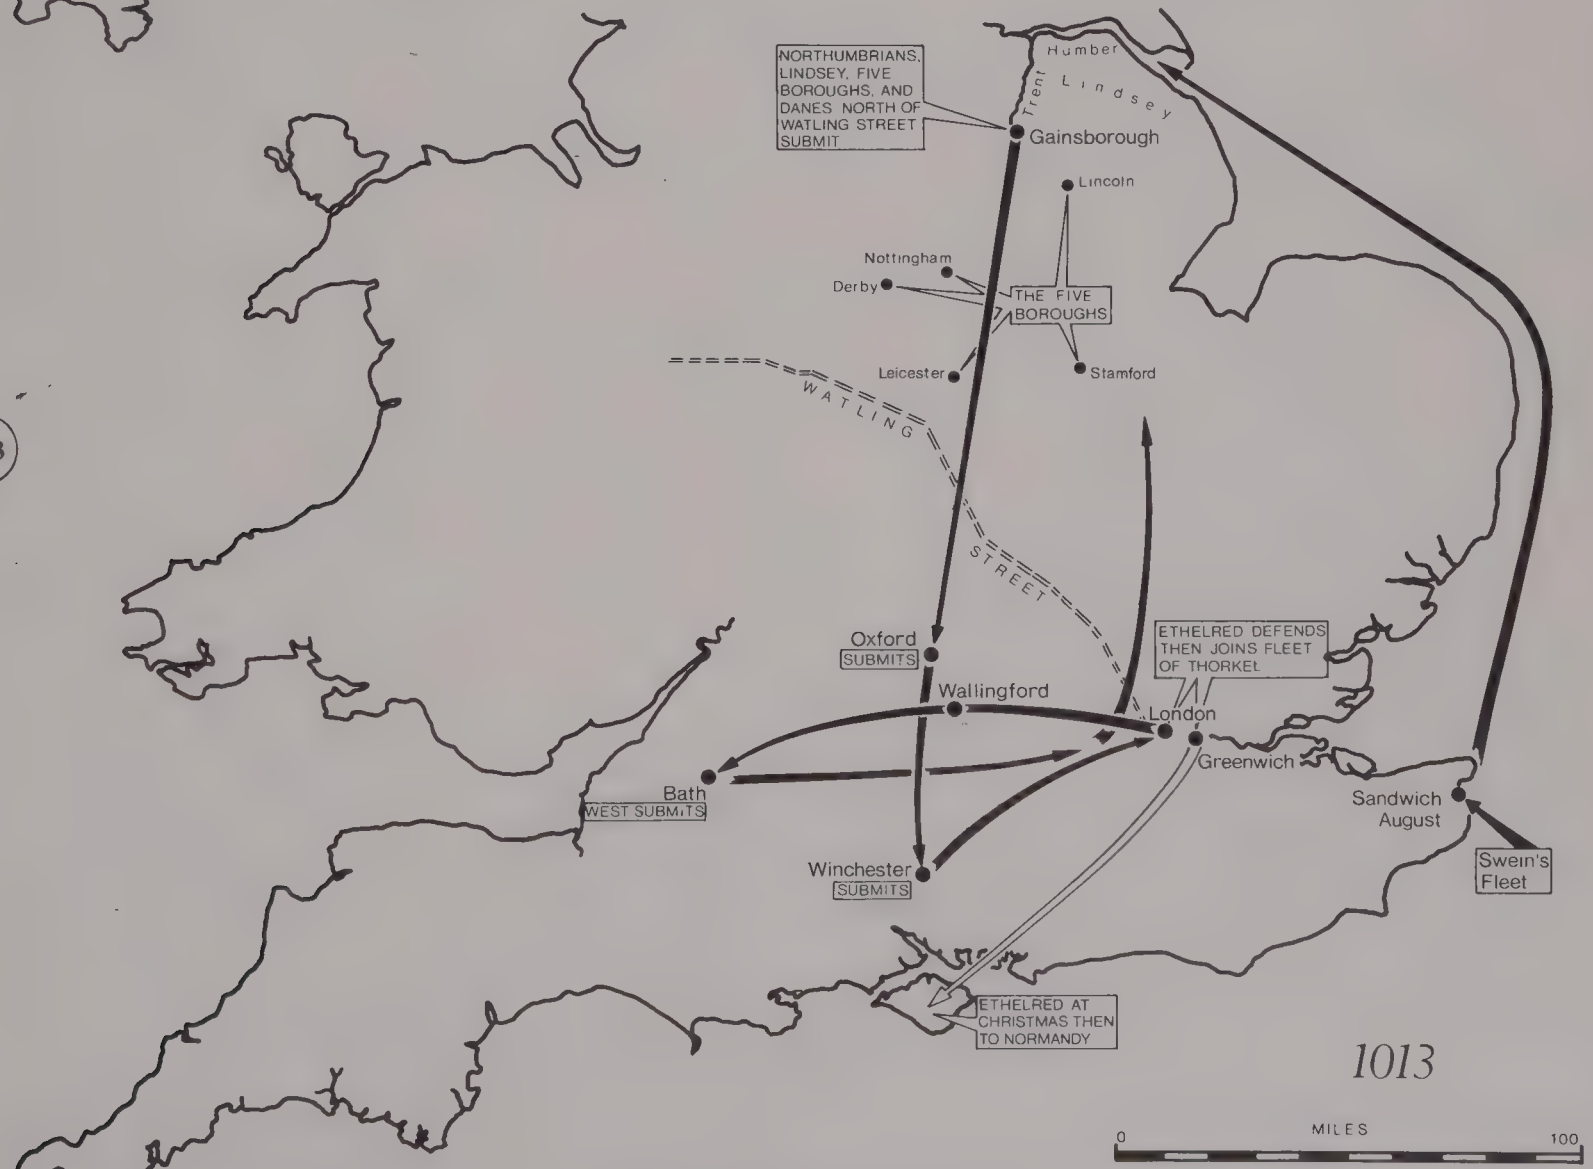 Humber
Trent
Lindsey
NORTHUMBRIANS,
LINDSEY, FIVE
BOROUGHS, AND
DANES NORTH OF
WATLING STREET
SUBMIT
Gainsborough
Lincoln
Nottingham
Derby
THE FIVE
BOROUGHS
Leicester
Stamford
WATLING
STREET
Oxford
SUBMITS
ETHELRED DEFENDS
THEN JOINS FLEET
OF THORKEL
Wallingford
London
Greenwich
Bath
WEST SUBMITS
Sandwich
August
Swein's
Fleet
Winchester
SUBMITS
ETHELRED AT
CHRISTMAS THEN
TO NORMANDY
1013
MILES
0 100